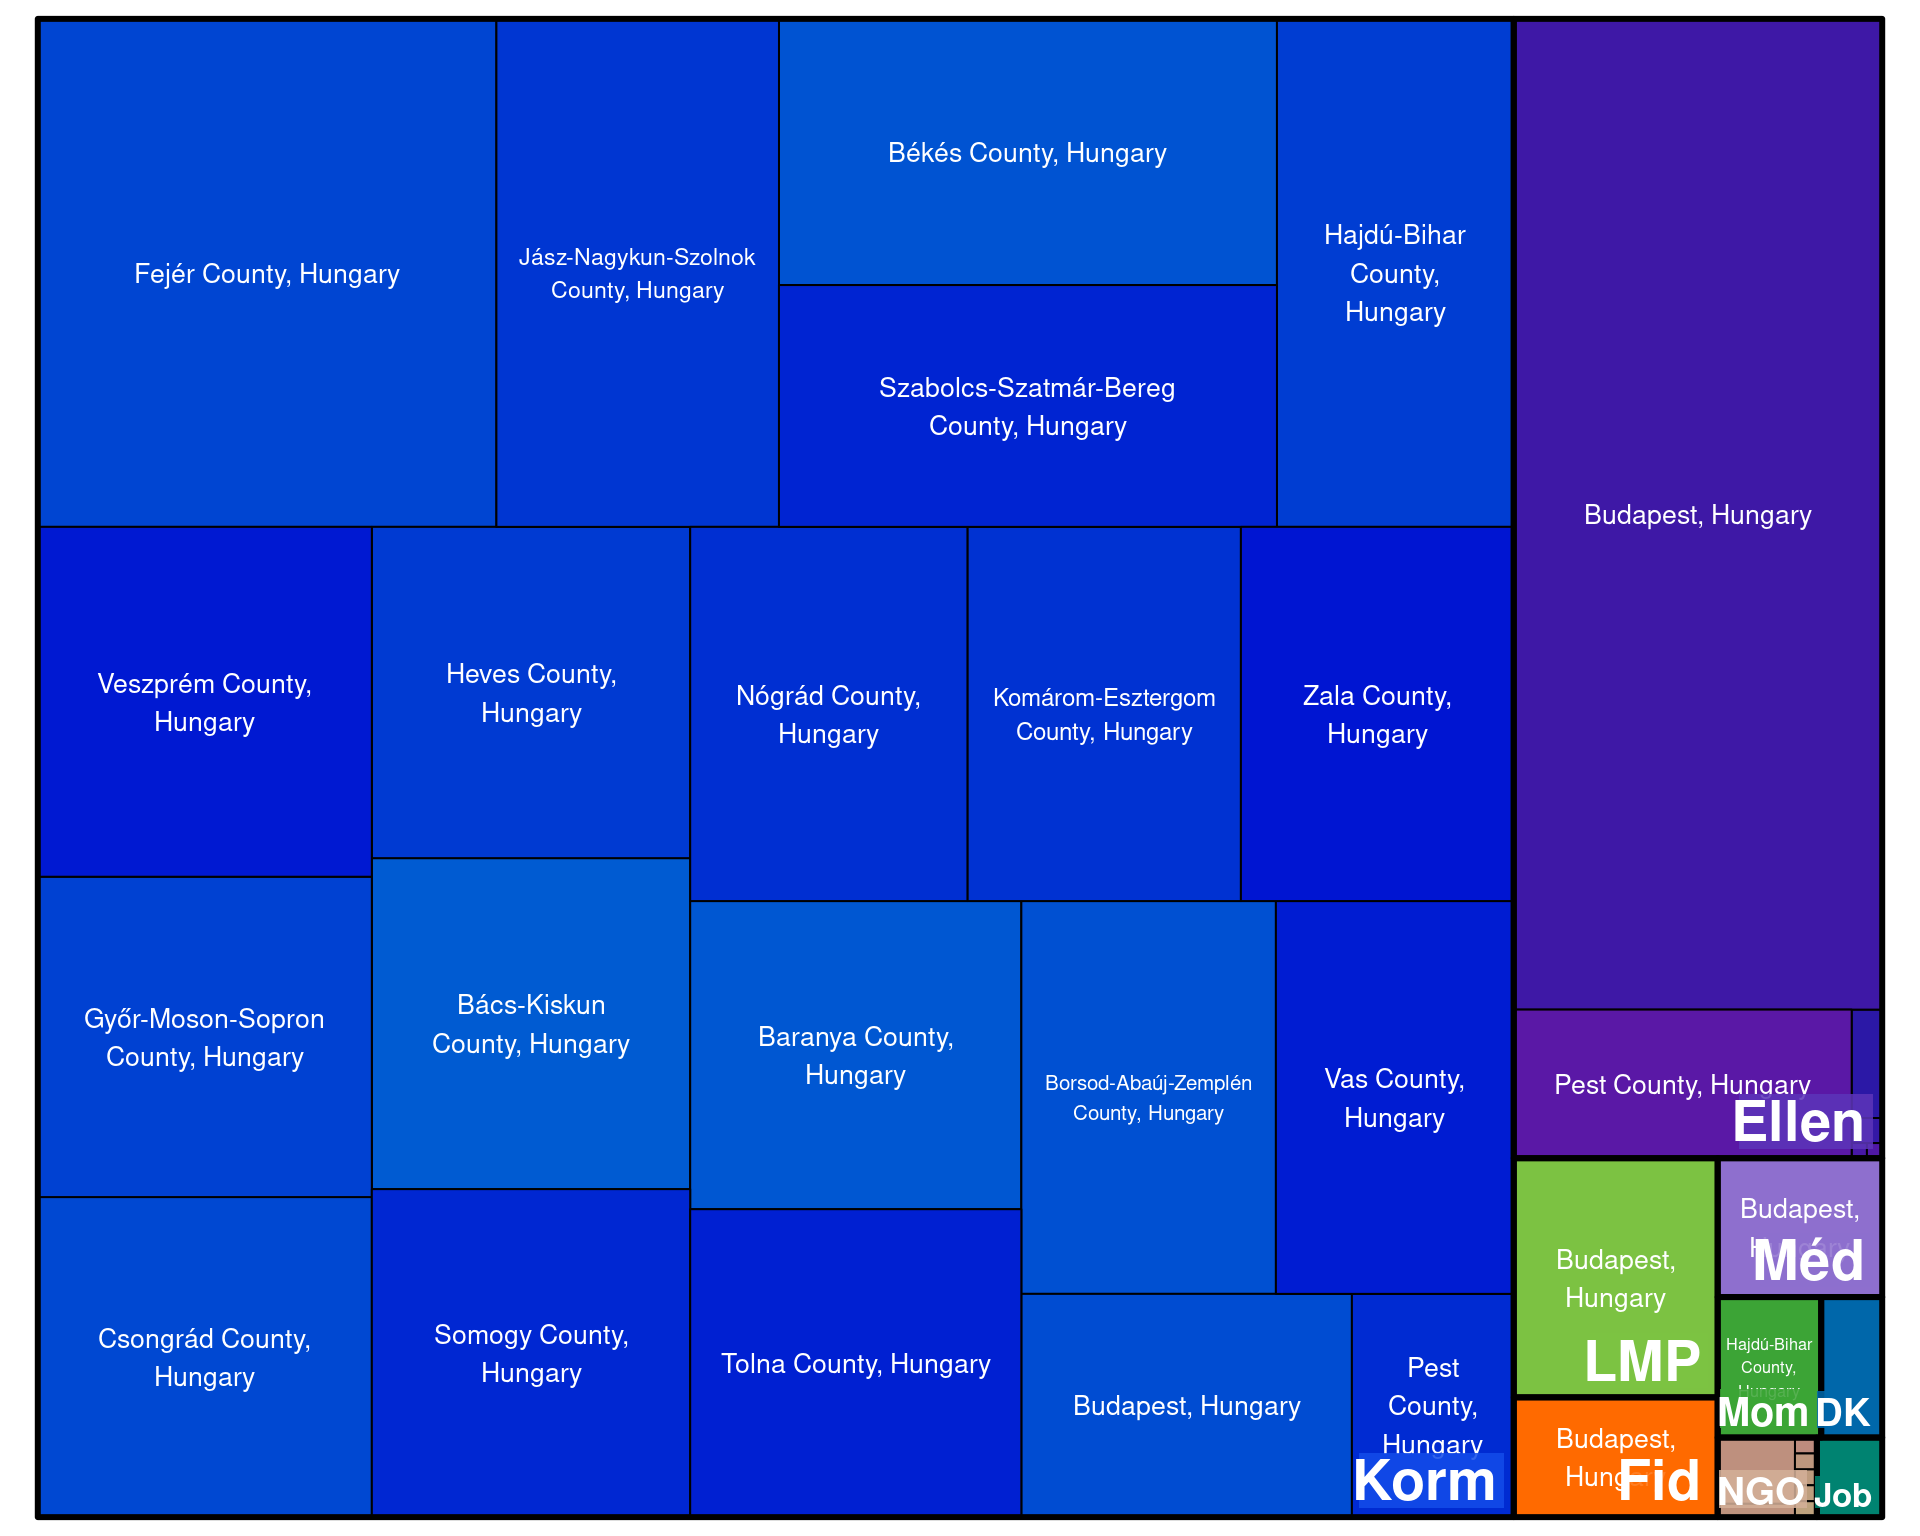 Fejér County, Hungary
Jász-Nagykun-Szolnok
County, Hungary
Békés County, Hungary
Szabolcs-Szatmár-Bereg
County, Hungary
Hajdú-Bihar
County,
Hungary
Budapest, Hungary
Veszprém County,
Hungary
Heves County,
Hungary
Nógrád County,
Hungary
Komárom-Esztergom
County, Hungary
Zala County,
Hungary
Győr-Moson-Sopron
County, Hungary
Bács-Kiskun
County, Hungary
Baranya County,
Hungary
Borsod-Abaúj-Zemplén
County, Hungary
Vas County,
Hungary
Pest County, Hungary
Ellen
Csongrád County,
Hungary
Somogy County,
Hungary
Tolna County, Hungary
Budapest, Hungary
Pest
County,
Hungary
Korm
Budapest,
Hungary
LMP
Budapest,
Hungary
Méd
Hajdú-Bihar
County,
Hungary
Mom
DK
Budapest,
Hungary
Fid
NGO
Job